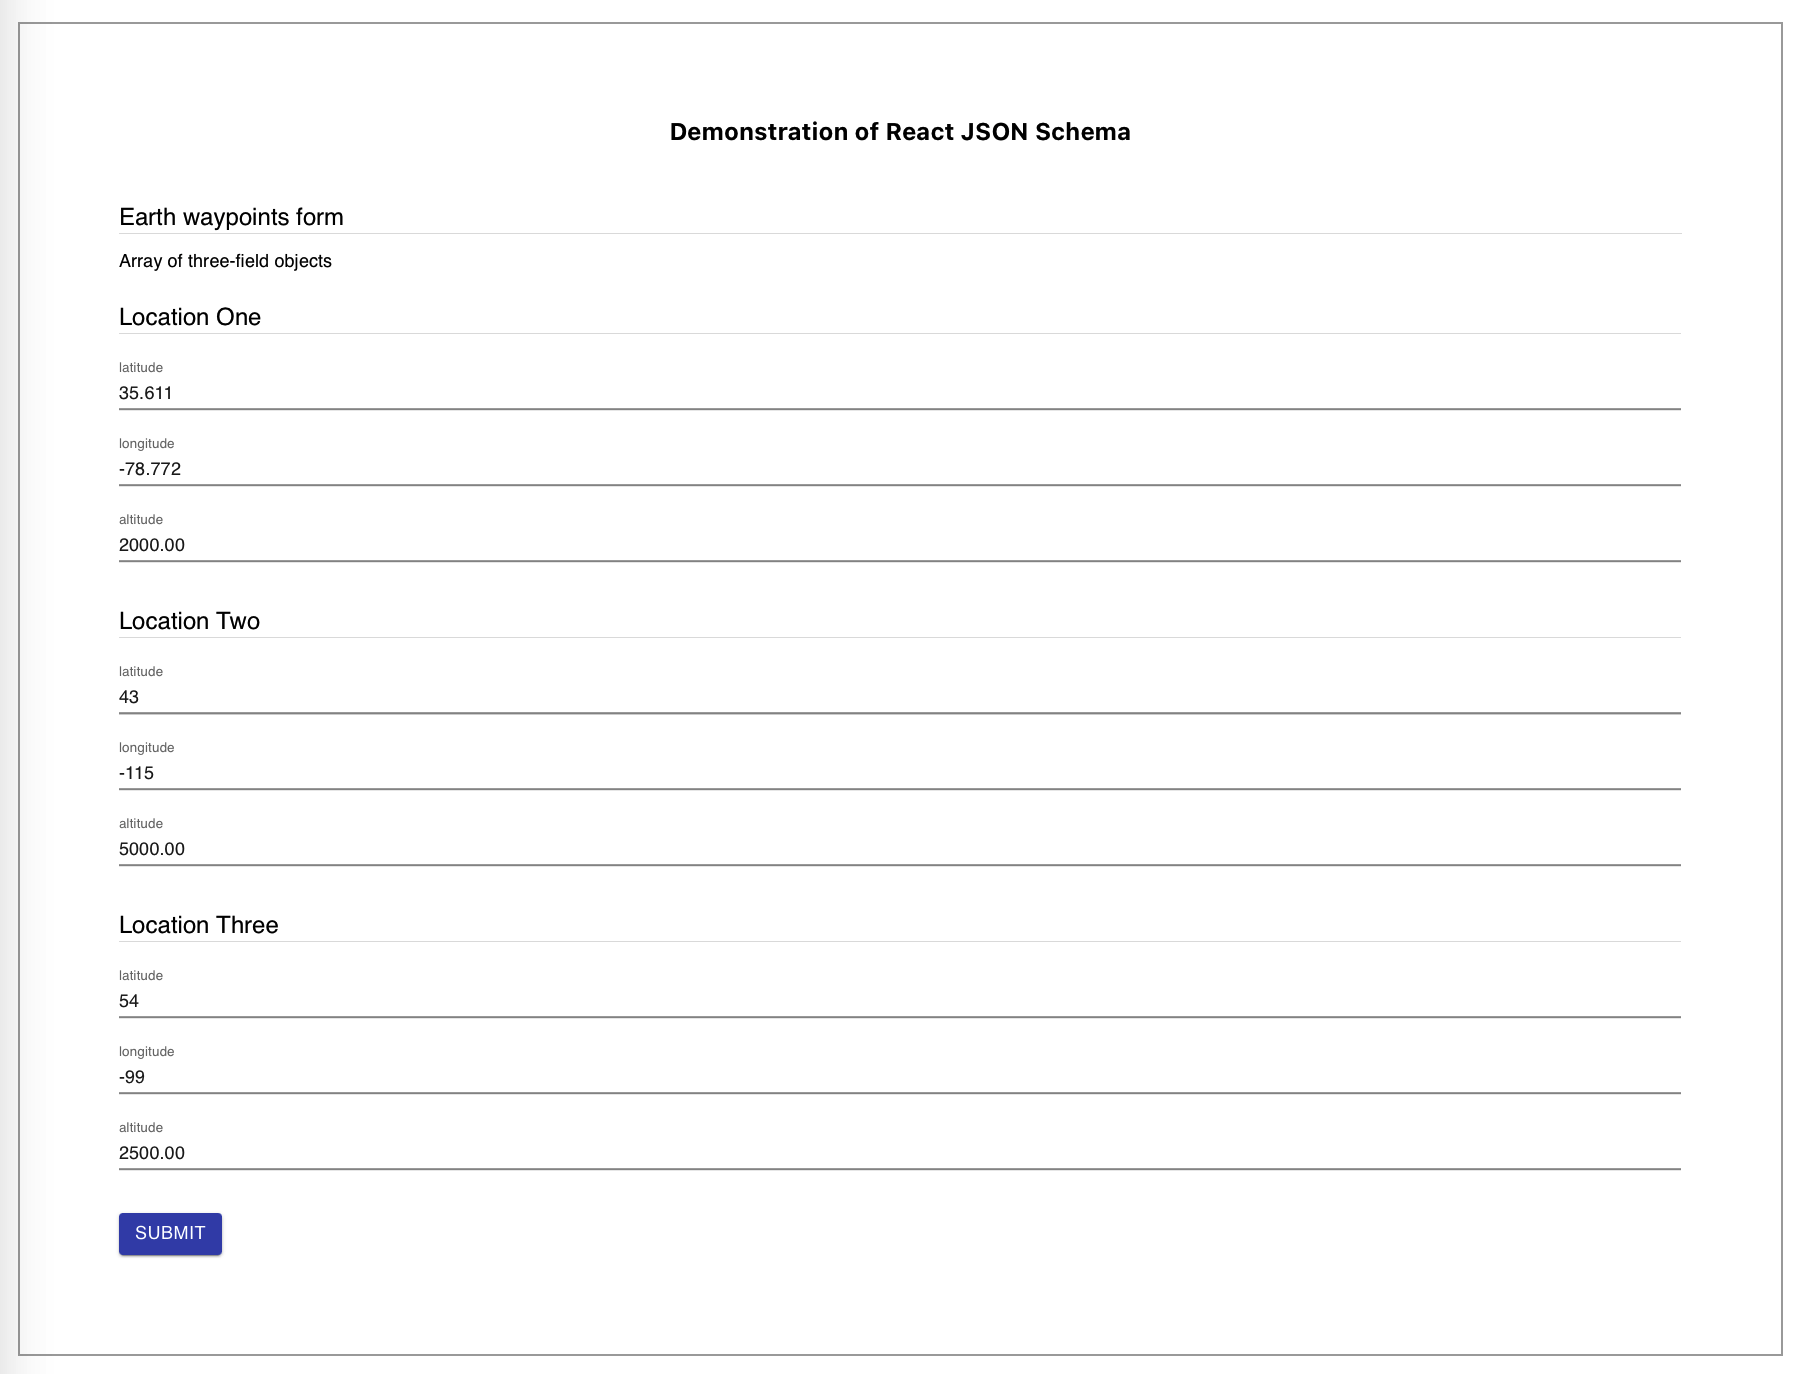 Demonstration of React JSON Schema
Earth waypoints form
Array of three-field objects
Location One
latitude
35.611
longitude
-78.772
altitude
2000.00
Location Two
latitude
43
longitude
-115
altitude
5000.00
Location Three
latitude
54
longitude
-99
altitude
2500.00
SUBMIT